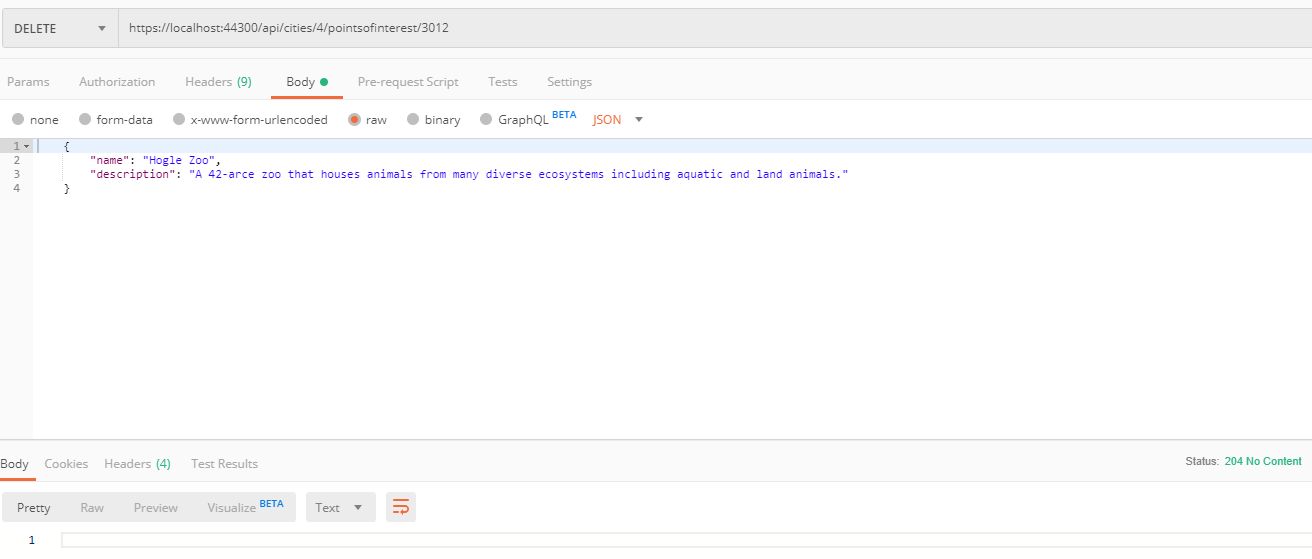 DELETE https://localhost:44300/api/cities/4/pointsofinterest/3012
Params Authorization Headers (9) Body Pre-request Script Tests Settings
none form-data x-www-form-urlencoded raw binary GraphQL BETA JSON
1 {
2 "name": "Hogle Zoo",
3 "description": "A 42-arce zoo that houses animals from many diverse ecosystems including aquatic and land animals."
4 }
Body Cookies Headers (4) Test Results Status: 204 No Content
Pretty Raw Preview Visualize BETA Text
1